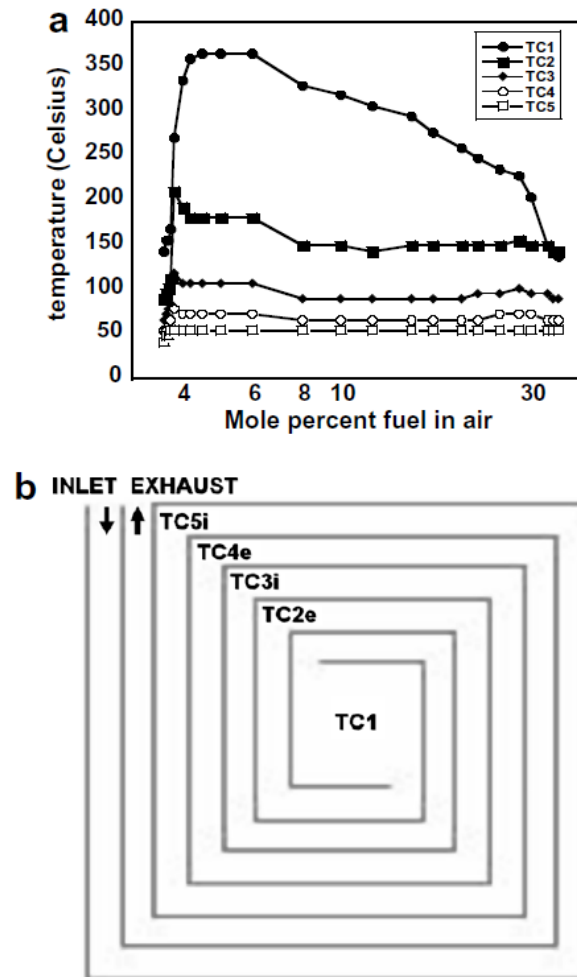 a
400
350
300
250
200
150
100
50
0
temperature (Celsius)
TC1
TC2
TC3
TC4
TC5
4 6 8 10 30
Mole percent fuel in air
b INLET EXHAUST
TC5i
TC4e
TC3i
TC2e
TC1